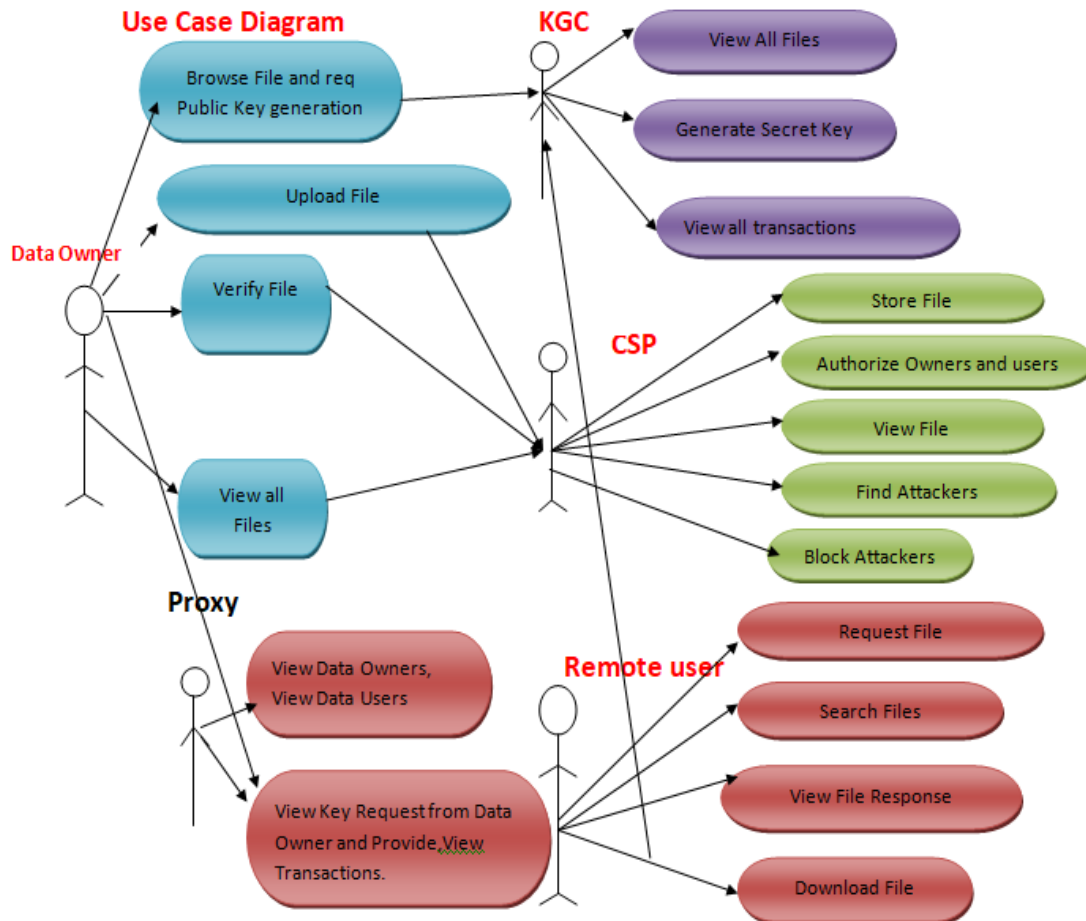 Use Case Diagram
KGC
Browse File and req
Public Key generation
View All Files
Generate Secret Key
Upload File
View all transactions
Data Owner
Verify File
Store File
CSP
Authorize Owners and users
View File
View all
Files
Find Attackers
Block Attackers
Proxy
Request File
View Data Owners,
View Data Users
Remote user
Search Files
View File Response
View Key Request from Data
Owner and Provide,View
Transactions.
Download File